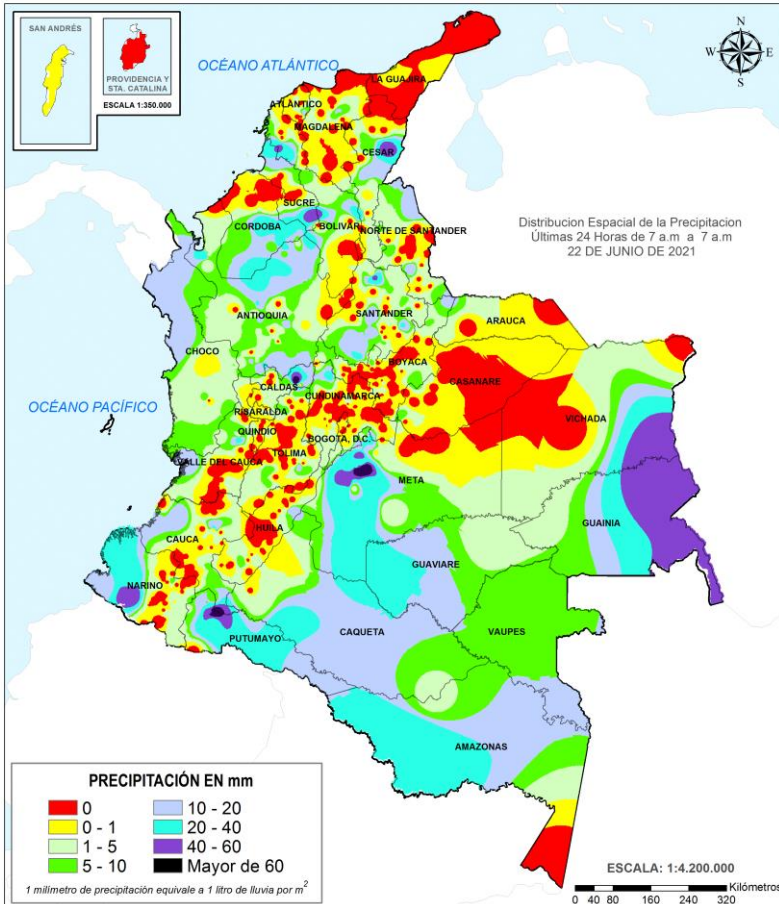 SAN ANDRÉS
PROVIDENCIA Y
STA. CATALINA
ESCALA 1:350.000
N
W
E
S
OCÉANO ATLÁNTICO
LA GUAJIRA
ATLÁNTICO
MAGDALENA
CESAR
SUCRE
CORDOBA
BOLÍVAR
NORTE DE SANTANDER
Distribucion Espacial de la Precipitacion
Últimas 24 Horas de 7 a.m a 7 a.m
22 DE JUNIO DE 2021
ANTIOQUIA
SANTANDER
ARAUCA
CHOCO
BOYACA
CASANARE
CALDAS
CUNDINAMARCA
OCÉANO PACÍFICO
RISARALDA
VICHADA
QUINDIO
BOGOTÁ, D.C.
TOLIMA
VALLE DEL CAUCA
META
HUILA
GUAINIA
CAUCA
GUAVIARE
NARINO
PUTUMAYO
CAQUETA
VAUPES
AMAZONAS
PRECIPITACIÓN EN mm
0
10 - 20
0 - 1
20 - 40
1 - 5
40 - 60
5 - 10
Mayor de 60
1 milímetro de precipitación equivale a 1 litro de lluvia por m²
ESCALA: 1:4.200.000
Kilómetros
0 40 80 160 240 320